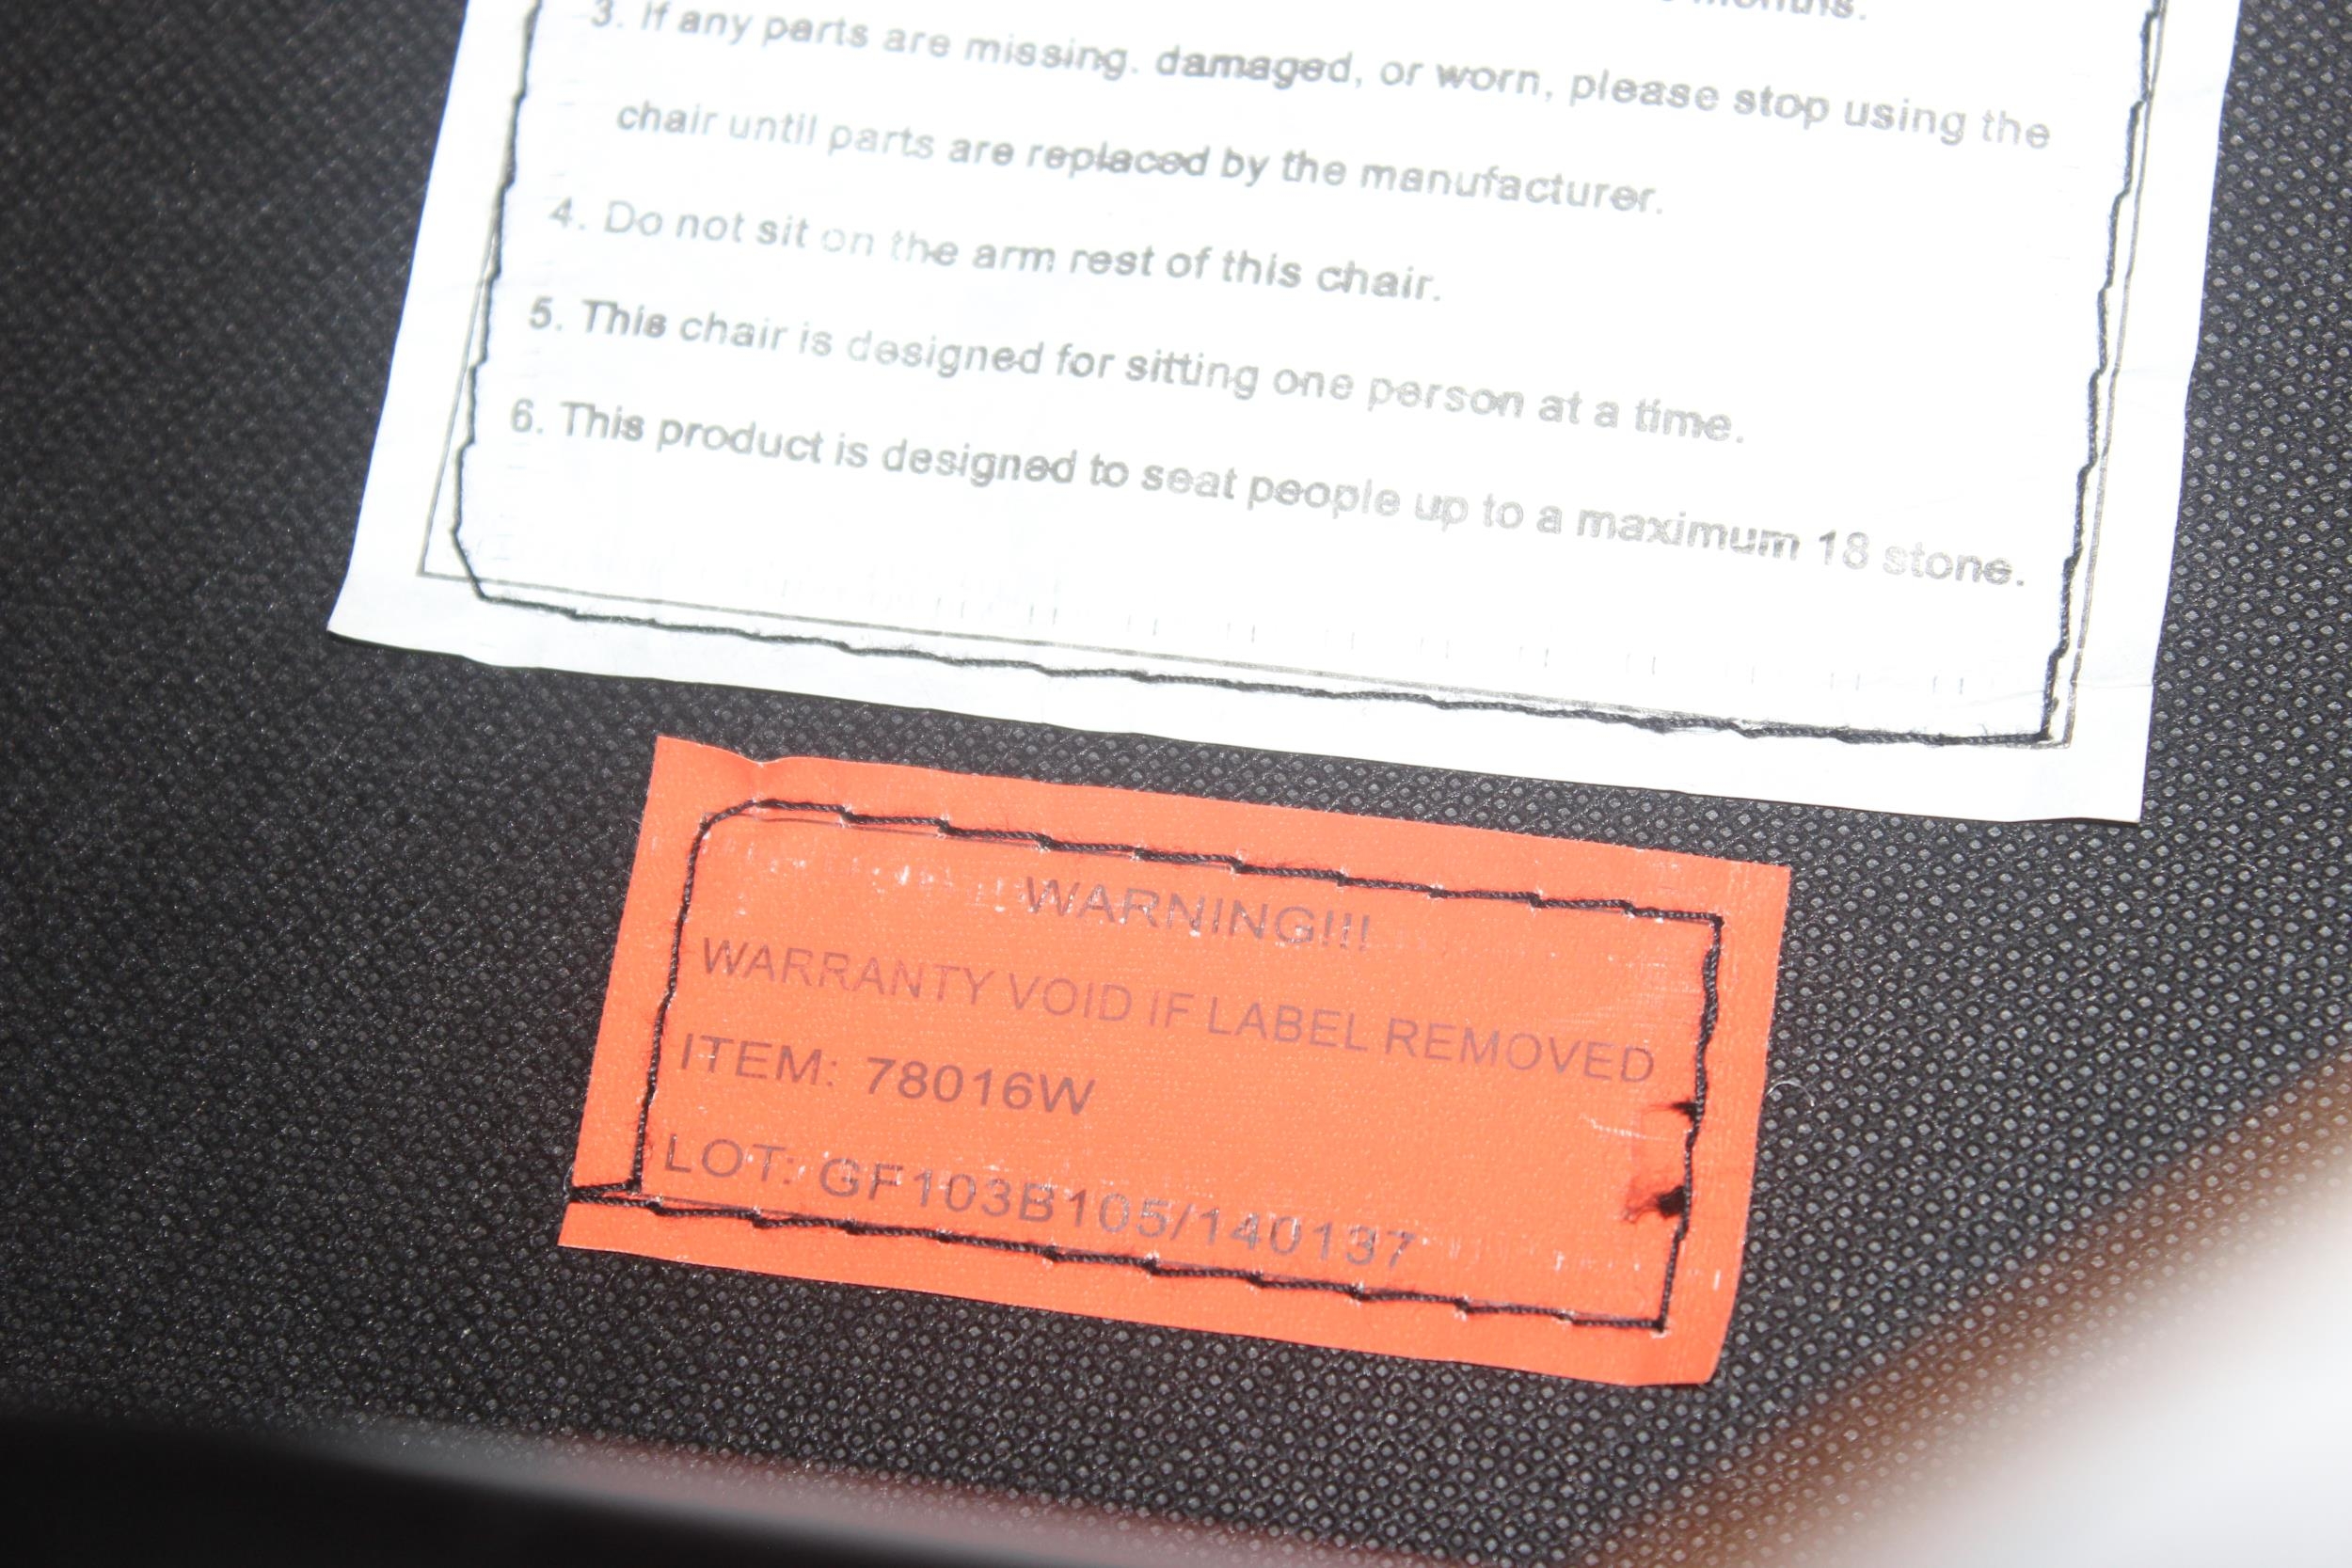 months.
3. If any parts are missing. damaged, or worn, please stop using the
chair until parts are replaced by the manufacturer.
4. Do not sit on the arm rest of this chair.
5. This chair is designed for sitting one person at a time.
6. This product is designed to seat people up to a maximum 18 stone.
WARNING!!!
WARRANTY VOID IF LABEL REMOVED
ITEM: 78016W
LOT: GF103B105/140137